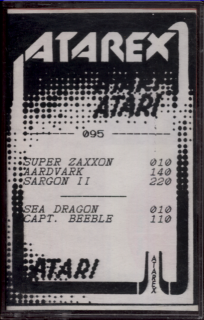 ATAREX
ATARI
095
SUPER ZAXXON 010
AARDVARK 140
SARGON II 220
SEA DRAGON 010
CAPT. BEEBLE 110
ATARI
ATAREX